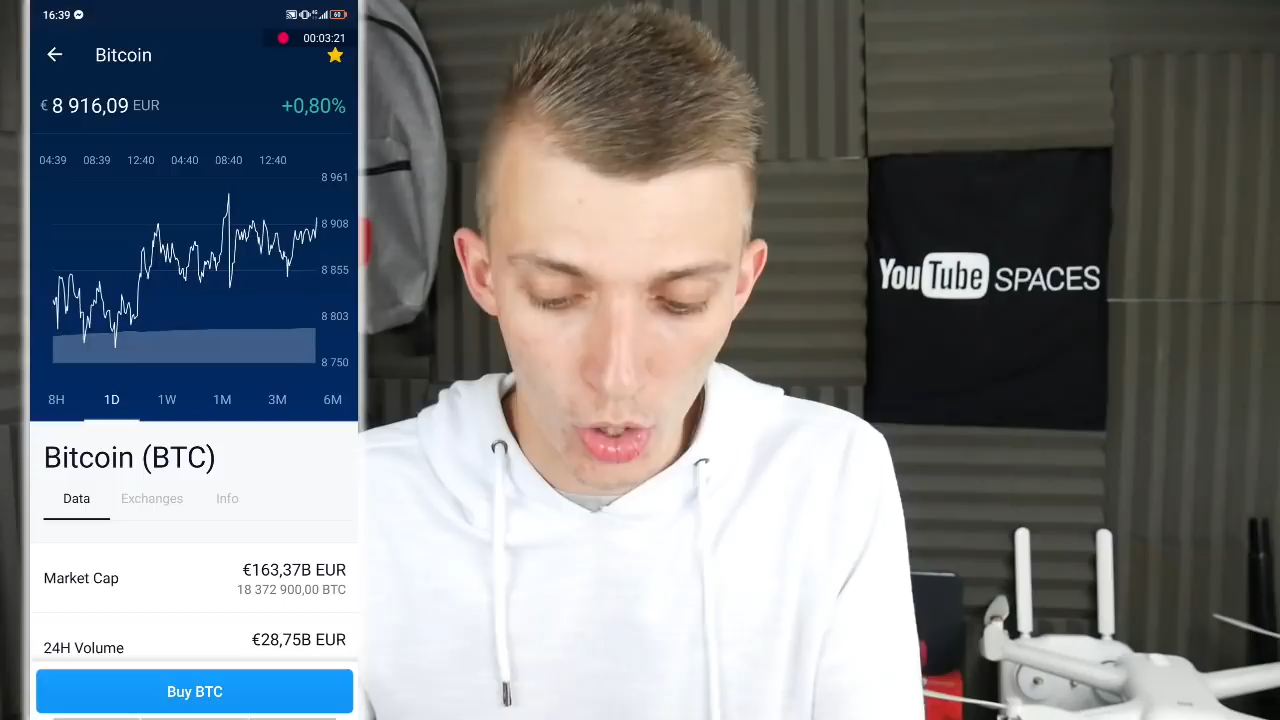 16:39
60
00:03:21
Bitcoin
€ 8 916,09 EUR +0,80%
04:39 08:39 12:40 04:40 08:40 12:40
8 961
8 908
8 855
8 803
8 750
8H 1D 1W 1M 3M 6M
Bitcoin (BTC)
Data Exchanges Info
Market Cap €163,37B EUR
18 372 900,00 BTC
24H Volume €28,75B EUR
Buy BTC
YouTube SPACES